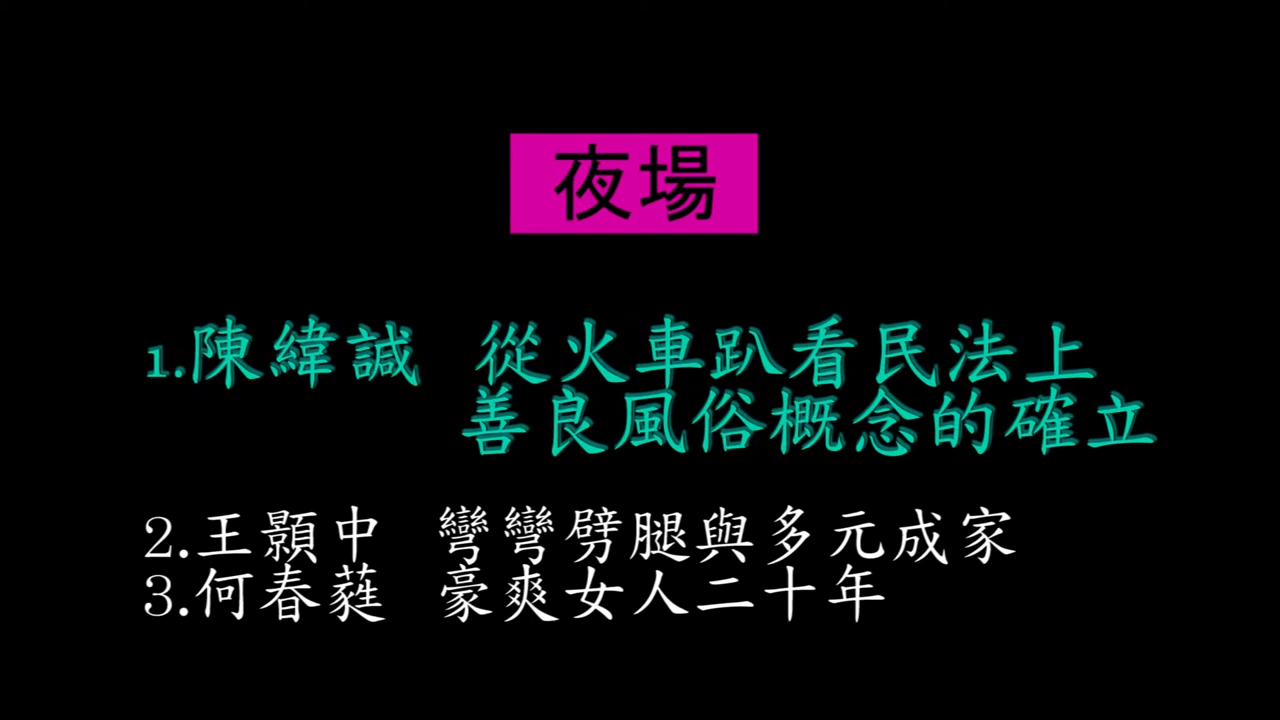 夜場
1.陳緯誠 從火車趴看民法上
善良風俗概念的確立
2.王顥中 彎彎劈腿與多元成家
3.何春蕤 豪爽女人二十年